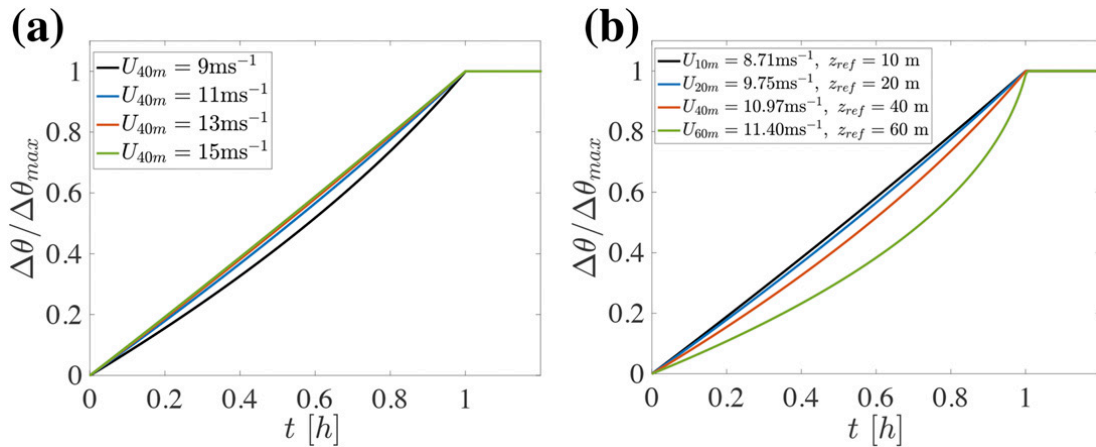 (a)
U40m = 9ms⁻¹
U40m = 11ms⁻¹
U40m = 13ms⁻¹
U40m = 15ms⁻¹
1
0.8
0.6
0.4
0.2
0
Δθ/Δθmax
0 0.2 0.4 0.6 0.8 1
t [h]
(b)
U10m = 8.71ms⁻¹, zref = 10 m
U20m = 9.75ms⁻¹, zref = 20 m
U40m = 10.97ms⁻¹, zref = 40 m
U60m = 11.40ms⁻¹, zref = 60 m
1
0.8
0.6
0.4
0.2
0
Δθ/Δθmax
0 0.2 0.4 0.6 0.8 1
t [h]